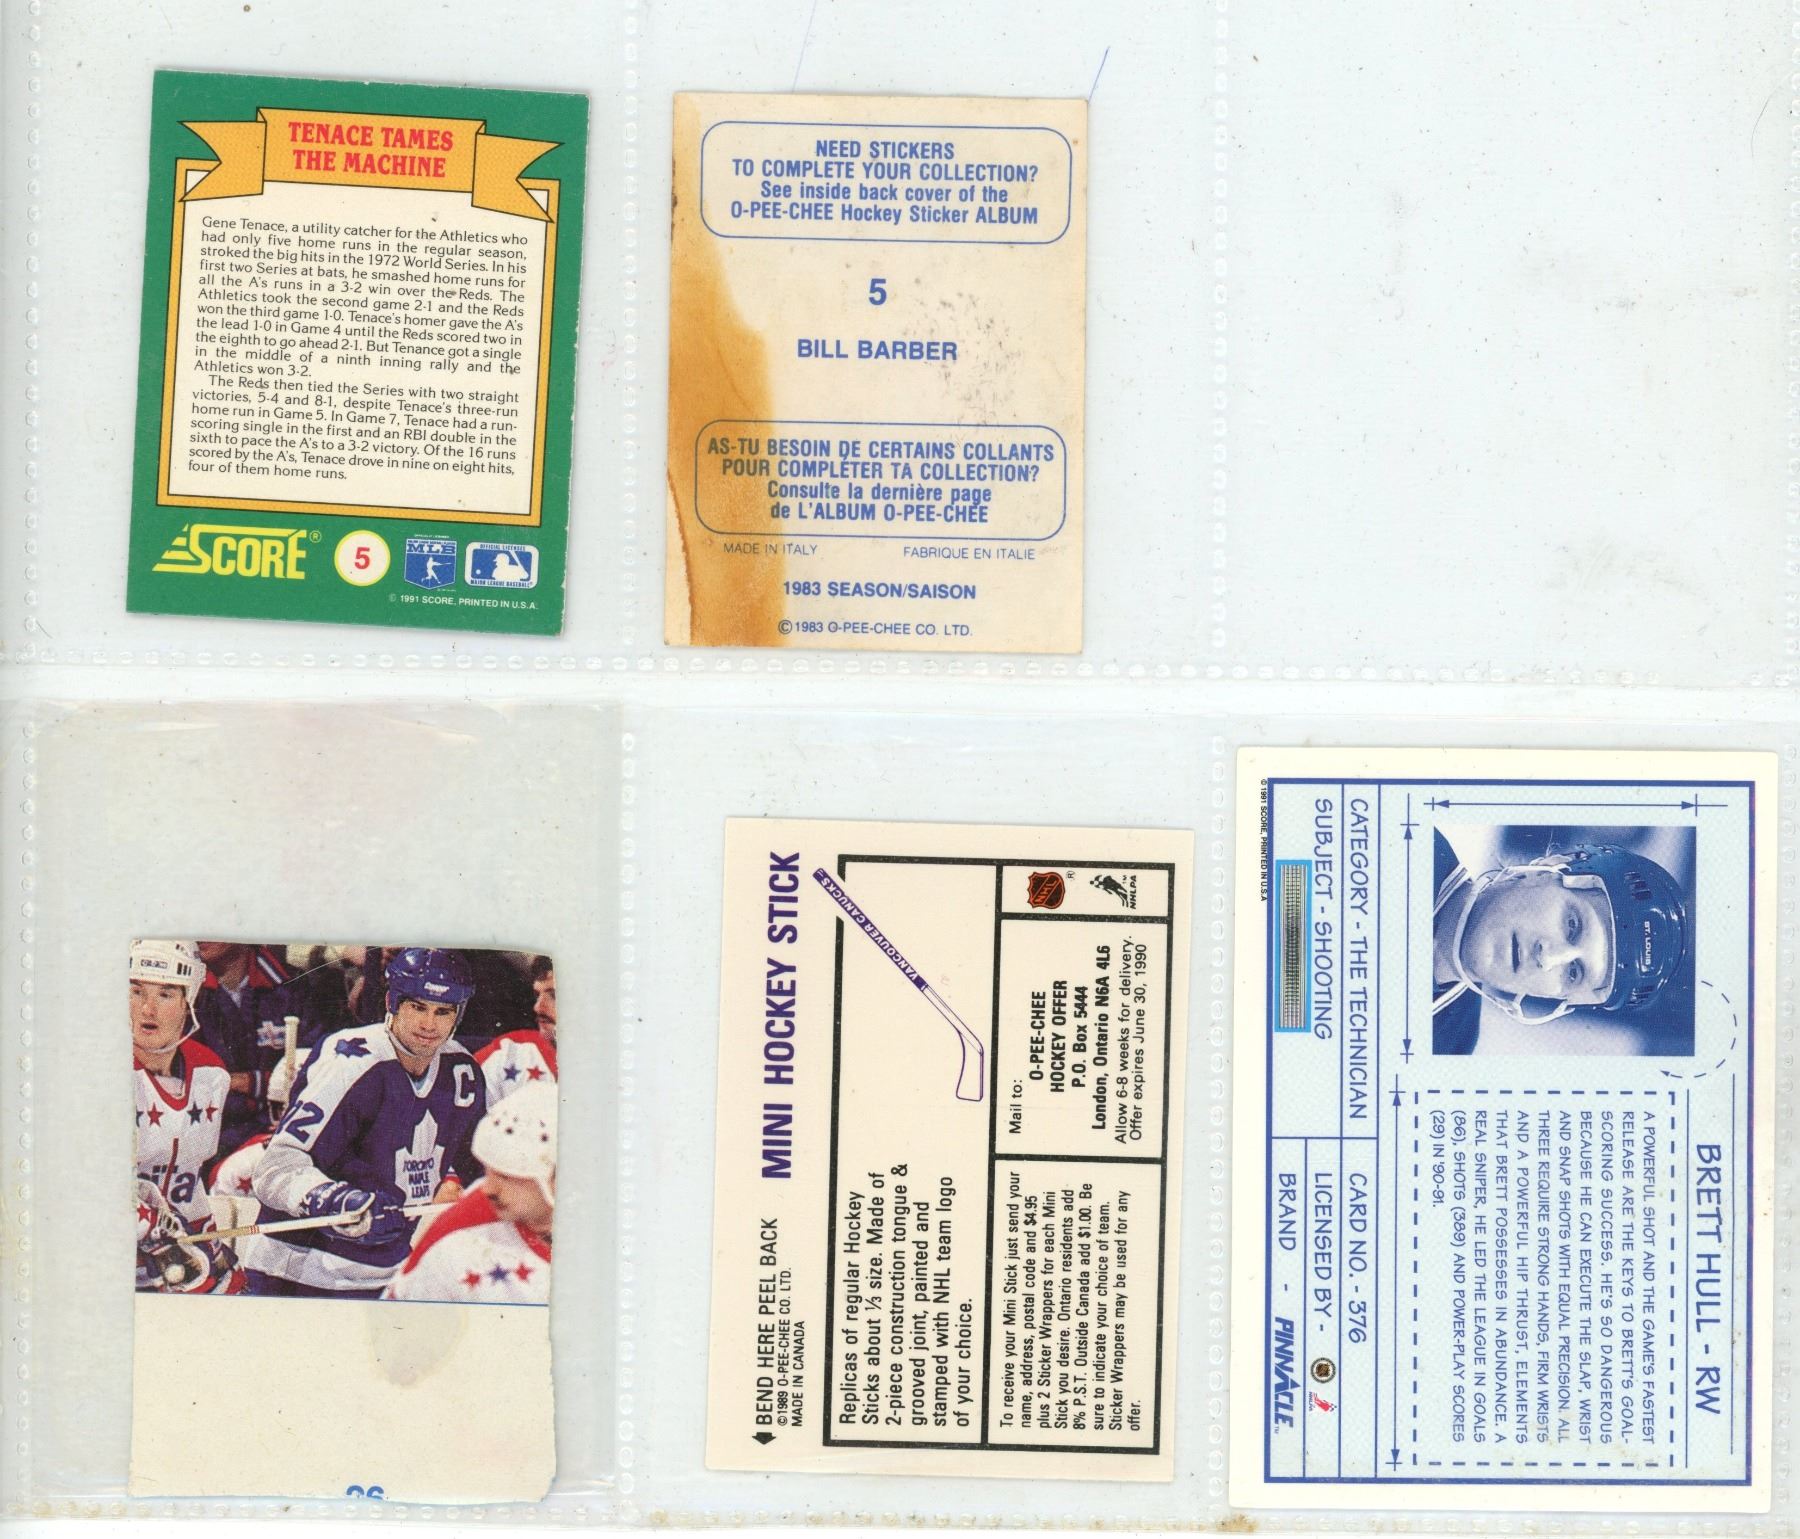 TENACE TAMES
THE MACHINE
Gene Tenace, a utility catcher for the Athletics who
had only five home runs in the regular season,
stroked the big hits in the 1972 World Series. In his
first two Series at bats, he smashed home runs for
all the A's runs in a 3-2 win over the Reds. The
Athletics took the second game 2-1 and the Reds
won the third game 1-0. Tenace's homer gave the A's
the lead 1-0 in Game 4 until the Reds scored two in
the eighth to go ahead 2-1. But Tenance got a single
in the middle of a ninth inning rally and the
Athletics won 3-2.
The Reds then tied the Series with two straight
victories, 5-4 and 8-1, despite Tenace's three-run
home run in Game 5. In Game 7, Tenace had a run-
scoring single in the first and an RBI double in the
sixth to pace the A's to a 3-2 victory. Of the 16 runs
scored by the A's, Tenace drove in nine on eight hits,
four of them home runs.
SCORE®
5
MLB
OFFICIAL LICENSEE
MAJOR LEAGUE BASEBALL
© 1991 SCORE, PRINTED IN U.S.A.
NEED STICKERS
TO COMPLETE YOUR COLLECTION?
See inside back cover of the
O-PEE-CHEE Hockey Sticker ALBUM
5
BILL BARBER
AS-TU BESOIN DE CERTAINS COLLANTS
POUR COMPLÉTER TA COLLECTION?
Consulte la dernière page
de L'ALBUM O-PEE-CHEE
MADE IN ITALY FABRIQUE EN ITALIE
1983 SEASON/SAISON
© 1983 O-PEE-CHEE CO. LTD.
C
22
TORONTO
MAPLE
LEAFS
BEND HERE PEEL BACK
©1989 O-PEE-CHEE CO. LTD.
MADE IN CANADA
MINI HOCKEY STICK
Replicas of regular Hockey
Sticks about 1/3 size. Made of
2-piece construction tongue &
grooved joint, painted and
stamped with NHL team logo
of your choice.
VANCOUVER CANUCKS
To receive your Mini Stick just send your
name, address, postal code and $4.95
plus 2 Sticker Wrappers for each Mini
Stick you desire. Ontario residents add
8% P.S.T. Outside Canada add $1.00. Be
sure to indicate your choice of team.
Sticker Wrappers may be used for any
offer.
Mail to:
O-PEE-CHEE
HOCKEY OFFER
P.O. Box 5444
London, Ontario N6A 4L6
Allow 6-8 weeks for delivery.
Offer expires June 30, 1990
NHL ®
NHLPA ™
BRETT HULL - RW
ST. LOUIS
A POWERFUL SHOT AND THE GAME'S FASTEST
RELEASE ARE THE KEYS TO BRETT'S GOAL-
SCORING SUCCESS. HE'S SO DANGEROUS
BECAUSE HE CAN EXECUTE THE SLAP, WRIST
AND SNAP SHOTS WITH EQUAL PRECISION. ALL
THREE REQUIRE STRONG HANDS, FIRM WRISTS
AND A POWERFUL HIP THRUST, ELEMENTS
THAT BRETT POSSESSES IN ABUNDANCE. A
REAL SNIPER, HE LED THE LEAGUE IN GOALS
(86), SHOTS (389) AND POWER-PLAY SCORES
(29) IN '90-91.
CATEGORY - THE TECHNICIAN
CARD NO. - 376
SUBJECT - SHOOTING
LICENSED BY -
BRAND - PINNACLE™
© 1991 SCORE, PRINTED IN U.S.A